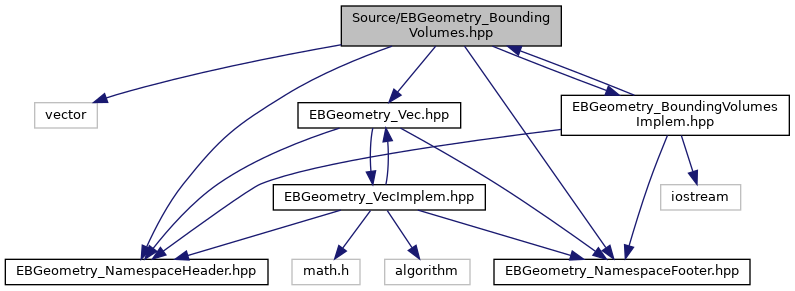 Source/EBGeometry_Bounding
Volumes.hpp
vector
EBGeometry_Vec.hpp
EBGeometry_BoundingVolumes
Implem.hpp
EBGeometry_VecImplem.hpp
iostream
EBGeometry_NamespaceHeader.hpp
math.h
algorithm
EBGeometry_NamespaceFooter.hpp